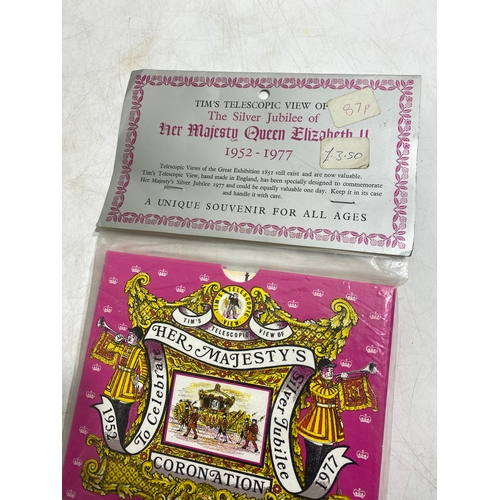 TIM'S TELESCOPIC VIEW OF
The Silver Jubilee of
Her Majesty Queen Elizabeth II
1952-1977
87p
£3.50
Telescopic Views of the Great Exhibition 1851 still exist and are now valuable.
Tim's Telescopic View, hand made in England, has been specially designed to commemorate
Her Majesty's Silver Jubilee 1977 and could be equally valuable one day. Keep it in its case
and handle it with care.
A UNIQUE SOUVENIR FOR ALL AGES
TIM'S TELESCOPIC VIEW OF
HER MAJESTY'S
1952 To Celebrate
Silver Jubilee 1977
CORONATION